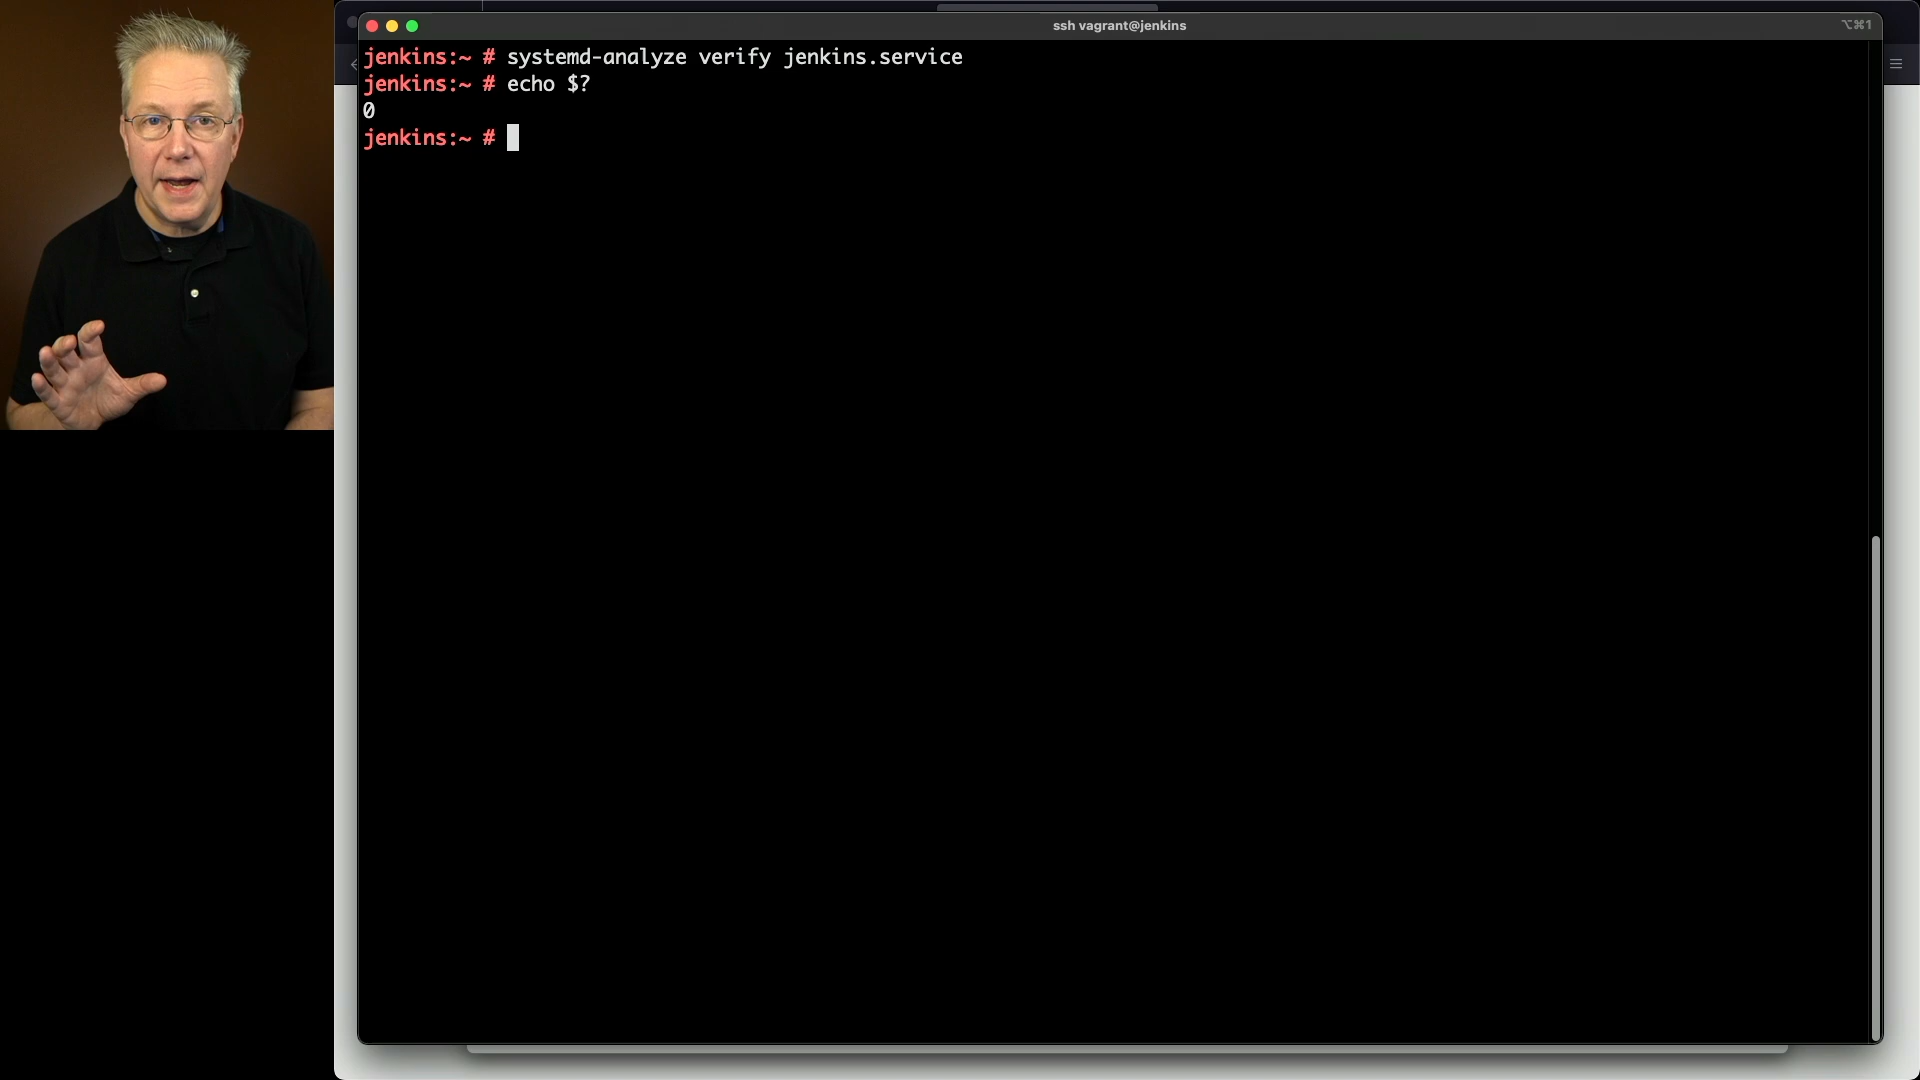 ssh vagrant@jenkins
⌥⌘1
jenkins:~ # systemd-analyze verify jenkins.service
jenkins:~ # echo $?
0
jenkins:~ #